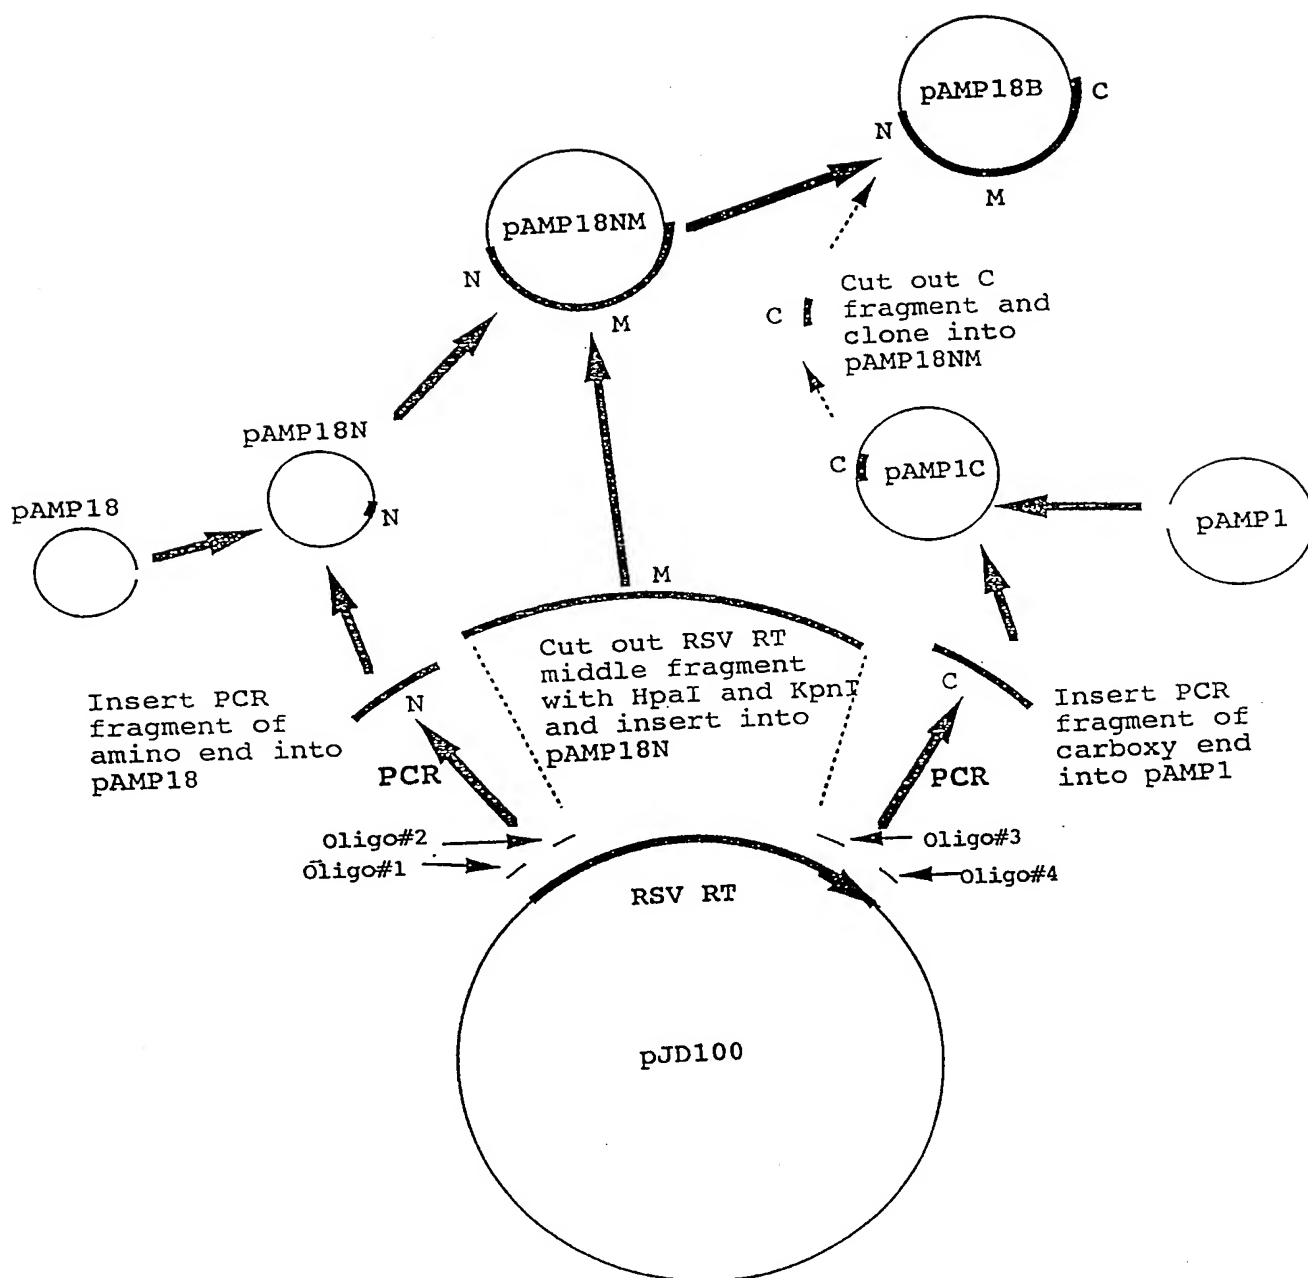 pAMP18B
C
N
M
pAMP18NM
N
M
Cut out C
fragment and
clone into
pAMP18NM
C
pAMP18N
N
pAMP18
C
pAMP1C
pAMP1
M
Cut out RSV RT
middle fragment
with HpaI and KpnI
and insert into
pAMP18N
N
C
Insert PCR
fragment of
amino end into
pAMP18
Insert PCR
fragment of
carboxy end
into pAMP1
PCR
PCR
Oligo#2
Oligo#1
Oligo#3
Oligo#4
RSV RT
pJD100